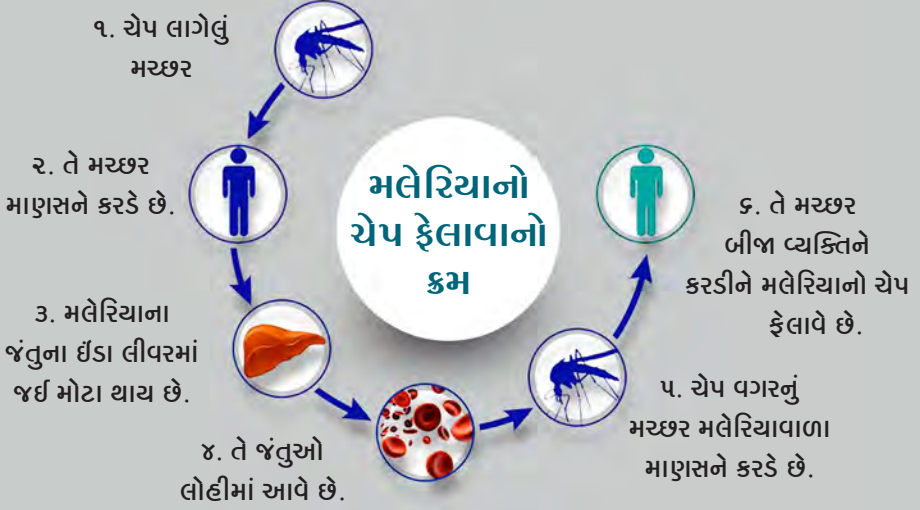 ૧. ચેપ લાગેલું
મચ્છર
૨. તે મચ્છર
માણસને કરડે છે.
૩. મલેરિયાના
જંતુના ઈંડા લીવરમાં
જઈ મોટા થાય છે.
૪. તે જંતુઓ
લોહીમાં આવે છે.
૫. ચેપ વગરનું
મચ્છર મલેરિયાવાળા
માણસને કરડે છે.
૬. તે મચ્છર
બીજા વ્યક્તિને
કરડીને મલેરિયાનો ચેપ
ફેલાવે છે.
મલેરિયાનો
ચેપ ફેલાવાનો
ક્રમ